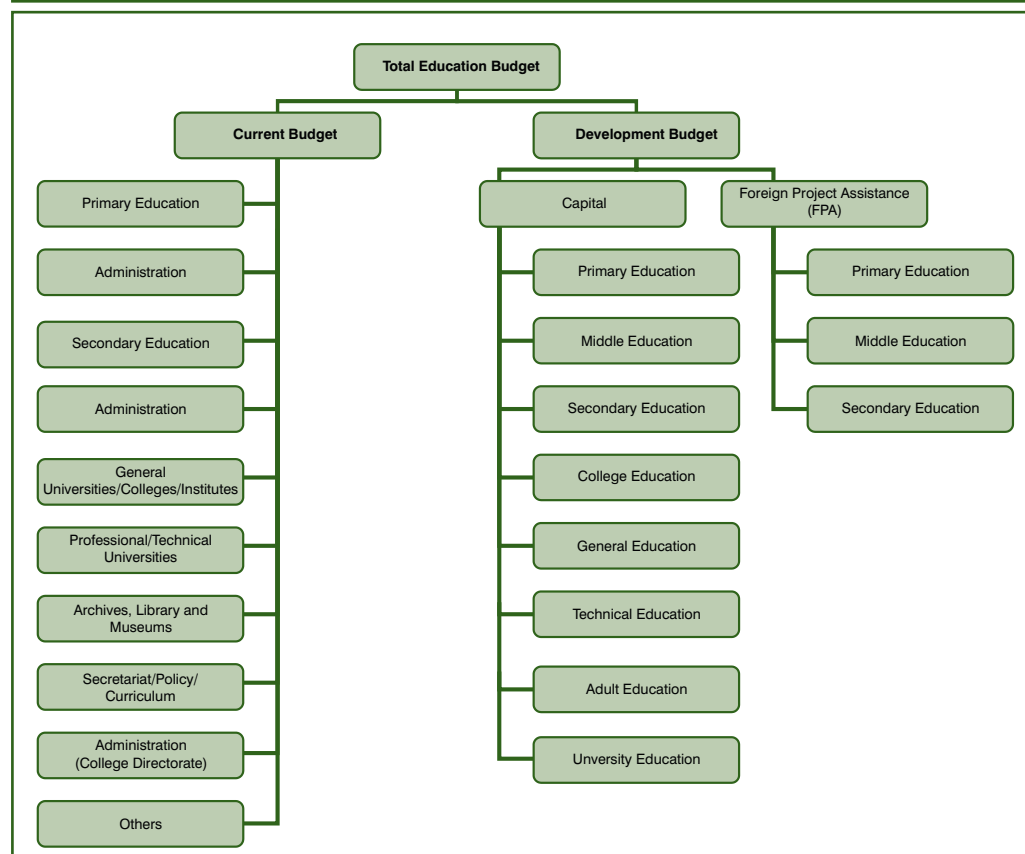 Total Education Budget
Current Budget
Development Budget
Primary Education
Administration
Secondary Education
Administration
General
Universities/Colleges/Institutes
Professional/Technical
Universities
Archives, Library and
Museums
Secretariat/Policy/
Curriculum
Administration
(College Directorate)
Others
Capital
Primary Education
Middle Education
Secondary Education
College Education
General Education
Technical Education
Adult Education
Unversity Education
Foreign Project Assistance
(FPA)
Primary Education
Middle Education
Secondary Education